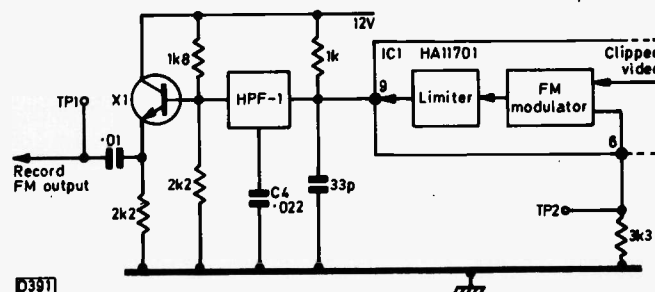 12V
1k8
1k
IC1 HA11701
Clipped
video
TP1
X1
HPF-1
9
Limiter
FM
modulator
6
·01
Record
FM output
2k2
2k2
C4
·022
33p
TP2
3k3
D391